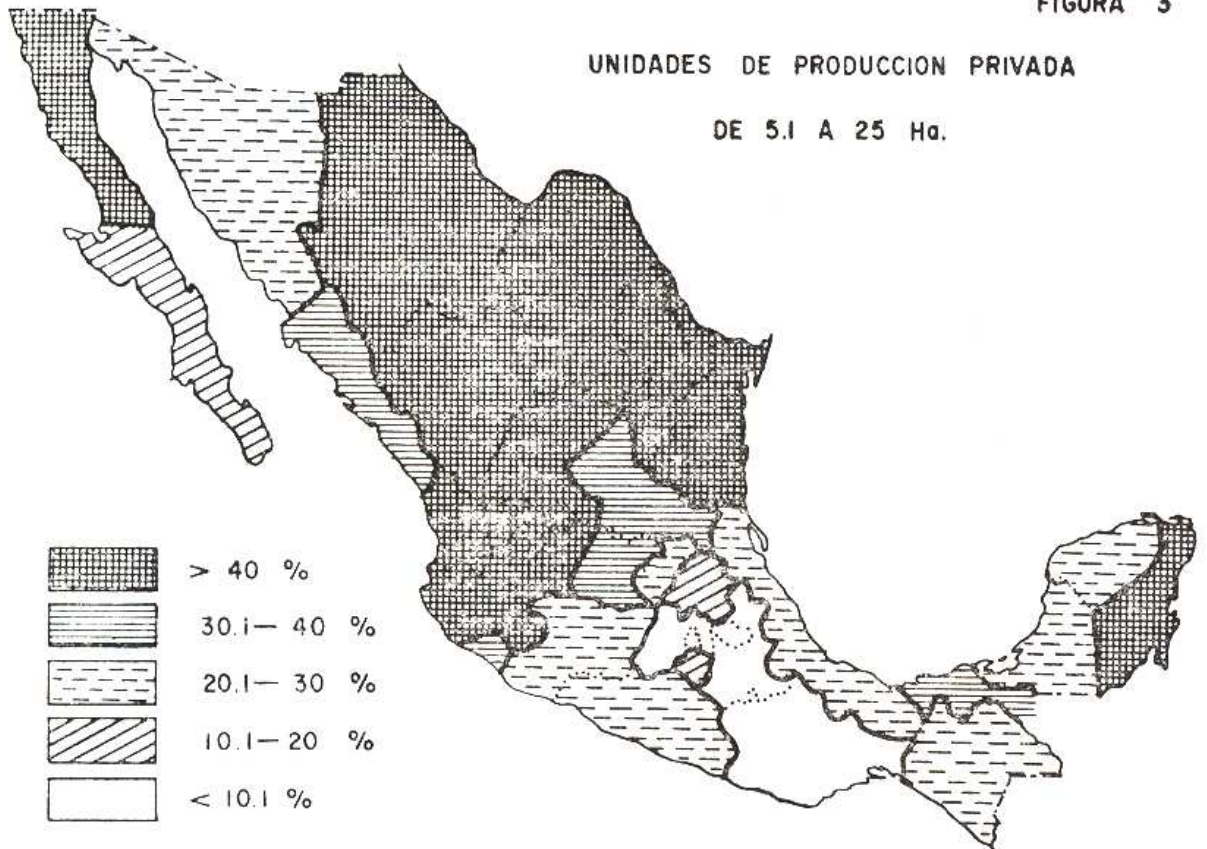 FIGURA 3
UNIDADES DE PRODUCCION PRIVADA
DE 5.1 A 25 Ha.
> 40 %
30.1— 40 %
20.1— 30 %
10.1—20 %
< 10.1 %